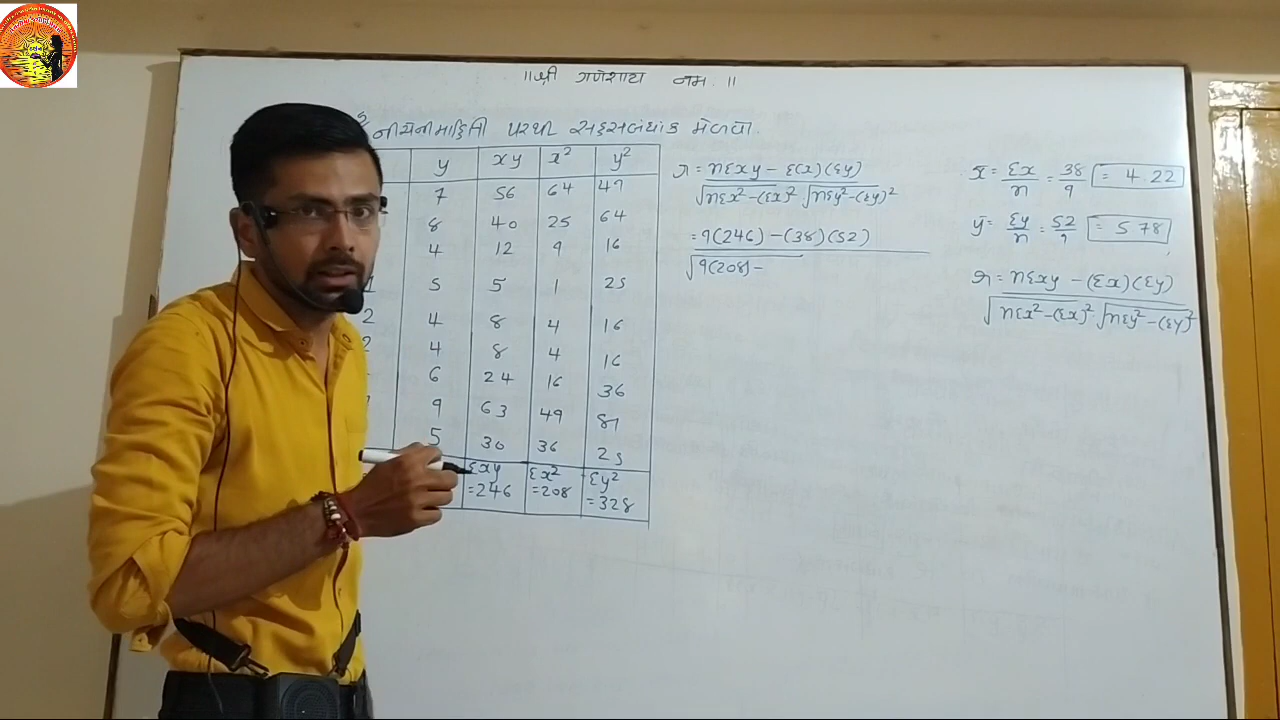 ॥ श्री गणेशाय नमः ॥
નીચેની માહિતી પરથી સહસંબંધાંક મેળવો.
y xy x² y²
7 56 64 49
8 40 25 64
4 12 9 16
1 5 5 1 25
2 4 8 4 16
2 4 8 4 16
6 24 16 36
9 63 49 81
5 30 36 25
Σxy =246 Σx² =208 Σy² =328
r = nΣxy - Σ(x)(Σy)
√nΣx²-(Σx)² √nΣy²-(Σy)²
= 9(246) - (38)(52)
√9(208) -
x̄ = Σx/n = 38/9 = 4.22
ȳ = Σy/n = 52/9 = 5 78
r = nΣxy - (Σx)(Σy)
√nΣx²-(Σx)² √nΣy²-(Σy)²